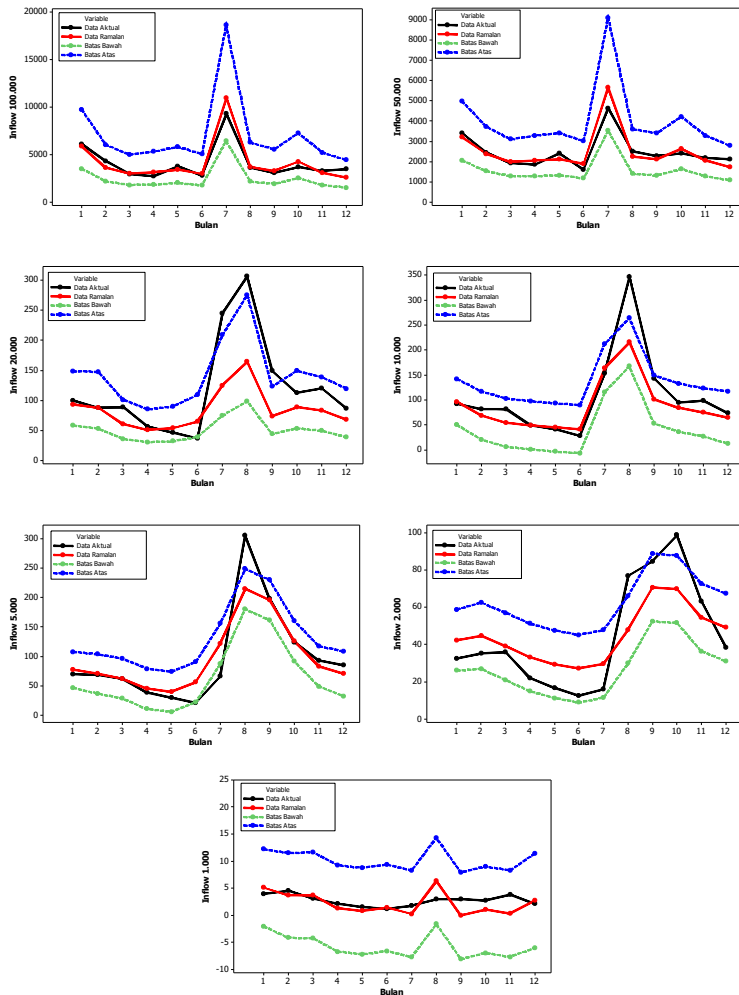 Inflow 100.000
20000
15000
10000
5000
0
Variable
Data Aktual
Data Ramalan
Batas Bawah
Batas Atas
1 2 3 4 5 6 7 8 9 10 11 12
Bulan
Inflow 50.000
9000
8000
7000
6000
5000
4000
3000
2000
1000
0
Variable
Data Aktual
Data Ramalan
Batas Bawah
Batas Atas
1 2 3 4 5 6 7 8 9 10 11 12
Bulan
Inflow 20.000
300
250
200
150
100
50
0
Variable
Data Aktual
Data Ramalan
Batas Bawah
Batas Atas
1 2 3 4 5 6 7 8 9 10 11 12
Bulan
Inflow 10.000
350
300
250
200
150
100
50
0
Variable
Data Aktual
Data Ramalan
Batas Bawah
Batas Atas
1 2 3 4 5 6 7 8 9 10 11 12
Bulan
Inflow 5.000
300
250
200
150
100
50
0
Variable
Data Aktual
Data Ramalan
Batas Bawah
Batas Atas
1 2 3 4 5 6 7 8 9 10 11 12
Bulan
Inflow 2.000
100
80
60
40
20
0
Variable
Data Aktual
Data Ramalan
Batas Bawah
Batas Atas
1 2 3 4 5 6 7 8 9 10 11 12
Bulan
Inflow 1.000
25
20
15
10
5
0
-5
-10
Variable
Data Aktual
Data Ramalan
Batas Bawah
Batas Atas
1 2 3 4 5 6 7 8 9 10 11 12
Bulan